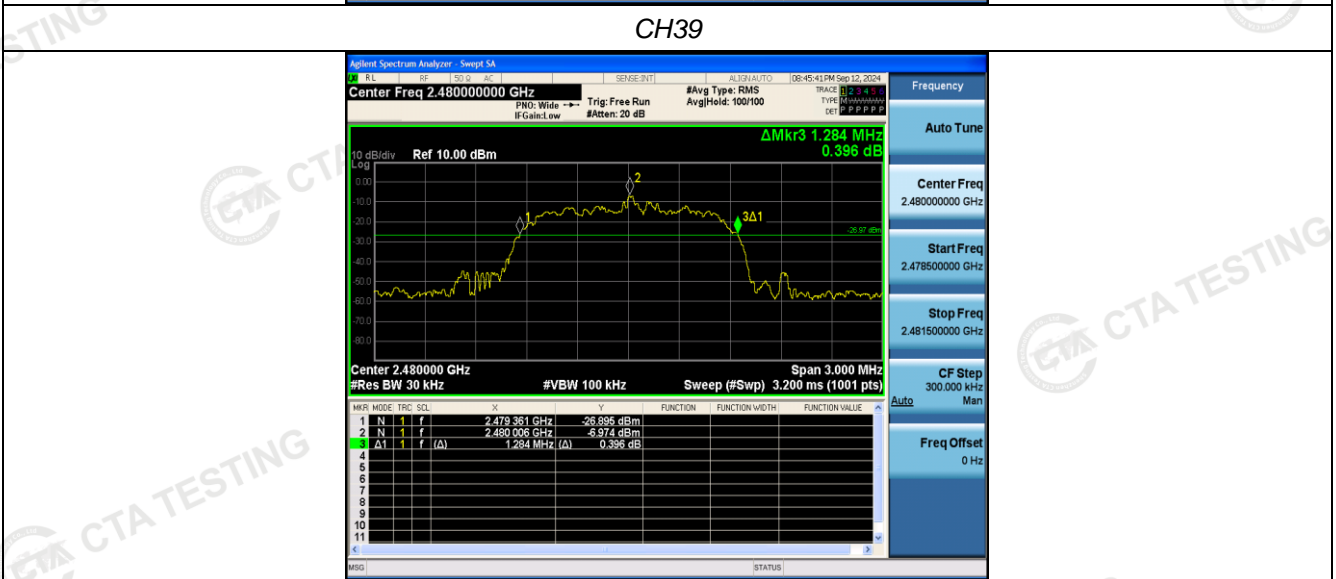 CH39
Agilent Spectrum Analyzer - Swept SA
RL RF 50 Ω AC SENSE:INT ALIGN AUTO 08:45:41 PM Sep 12, 2024
Center Freq 2.480000000 GHz
PNO: Wide
IFGain:Low
Trig: Free Run
#Atten: 20 dB
#Avg Type: RMS
Avg|Hold: 100/100
TRACE 1 2 3 4 5 6
TYPE M
DET P P P P P P
ΔMkr3 1.284 MHz
0.396 dB
10 dB/div
Log
Ref 10.00 dBm
0.00
-10.0
-20.0
-30.0
-40.0
-50.0
-60.0
-70.0
-80.0
1
2
3Δ1
-26.97 dBm
Center 2.480000 GHz
Span 3.000 MHz
#Res BW 30 kHz
#VBW 100 kHz
Sweep (#Swp) 3.200 ms (1001 pts)
MKR MODE TRC SCL X Y FUNCTION FUNCTION WIDTH FUNCTION VALUE
1 N 1 f 2.479 361 GHz -26.895 dBm
2 N 1 f 2.480 006 GHz -6.974 dBm
3 Δ1 1 f (Δ) 1.284 MHz (Δ) 0.396 dB
4
5
6
7
8
9
10
11
MSG
STATUS
Frequency
Auto Tune
Center Freq
2.480000000 GHz
Start Freq
2.478500000 GHz
Stop Freq
2.481500000 GHz
CF Step
300.000 kHz
Auto Man
Freq Offset
0 Hz
STING
CTA
CTA TESTING
CTA TESTING